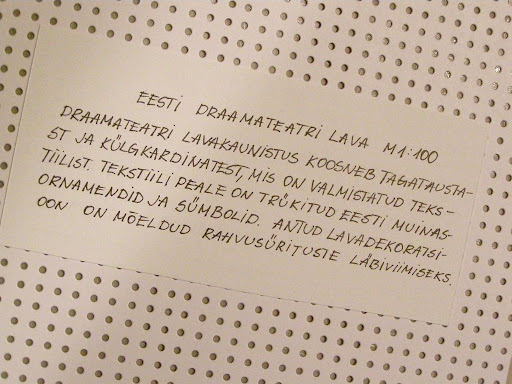 EESTI DRAAMATEATRI LAVA M1:100
DRAAMATEATRI LAVAKAUNISTUS KOOSNEB TAGATAUSTA-
ST JA KÜLGKARDINATEST, MIS ON VALMISTATUD TEKS-
TIILIST. TEKSTIILI PEALE ON TRÜKITUD EESTI MUINAS-
ORNAMENDID JA SÜMBOLID. ANTUD LAVADEKORATSI-
OON ON MÕELDUD RAHVUSÜRITUSTE LÄBIVIIMISEKS.